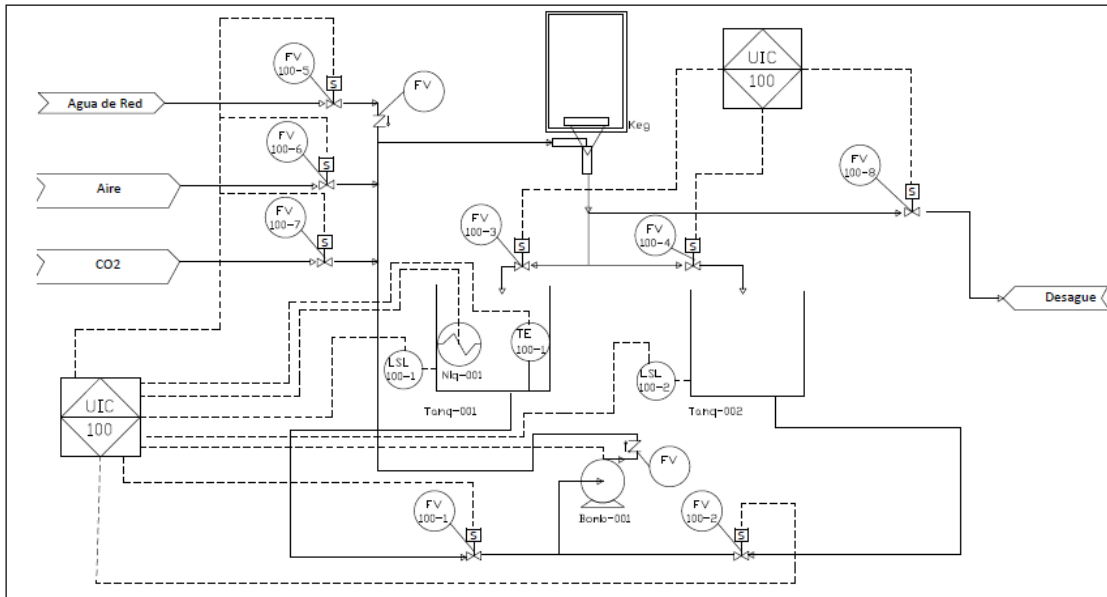 FV
100-5
S
FV
UIC
100
Agua de Red
Keg
FV
100-6
S
FV
100-8
S
Aire
FV
100-7
S
FV
100-3
S
FV
100-4
S
CO2
Desague
TE
100-1
LSL
100-1
Niq-001
LSL
100-2
Tanq-001
Tanq-002
UIC
100
FV
Bomb-001
FV
100-1
S
FV
100-2
S